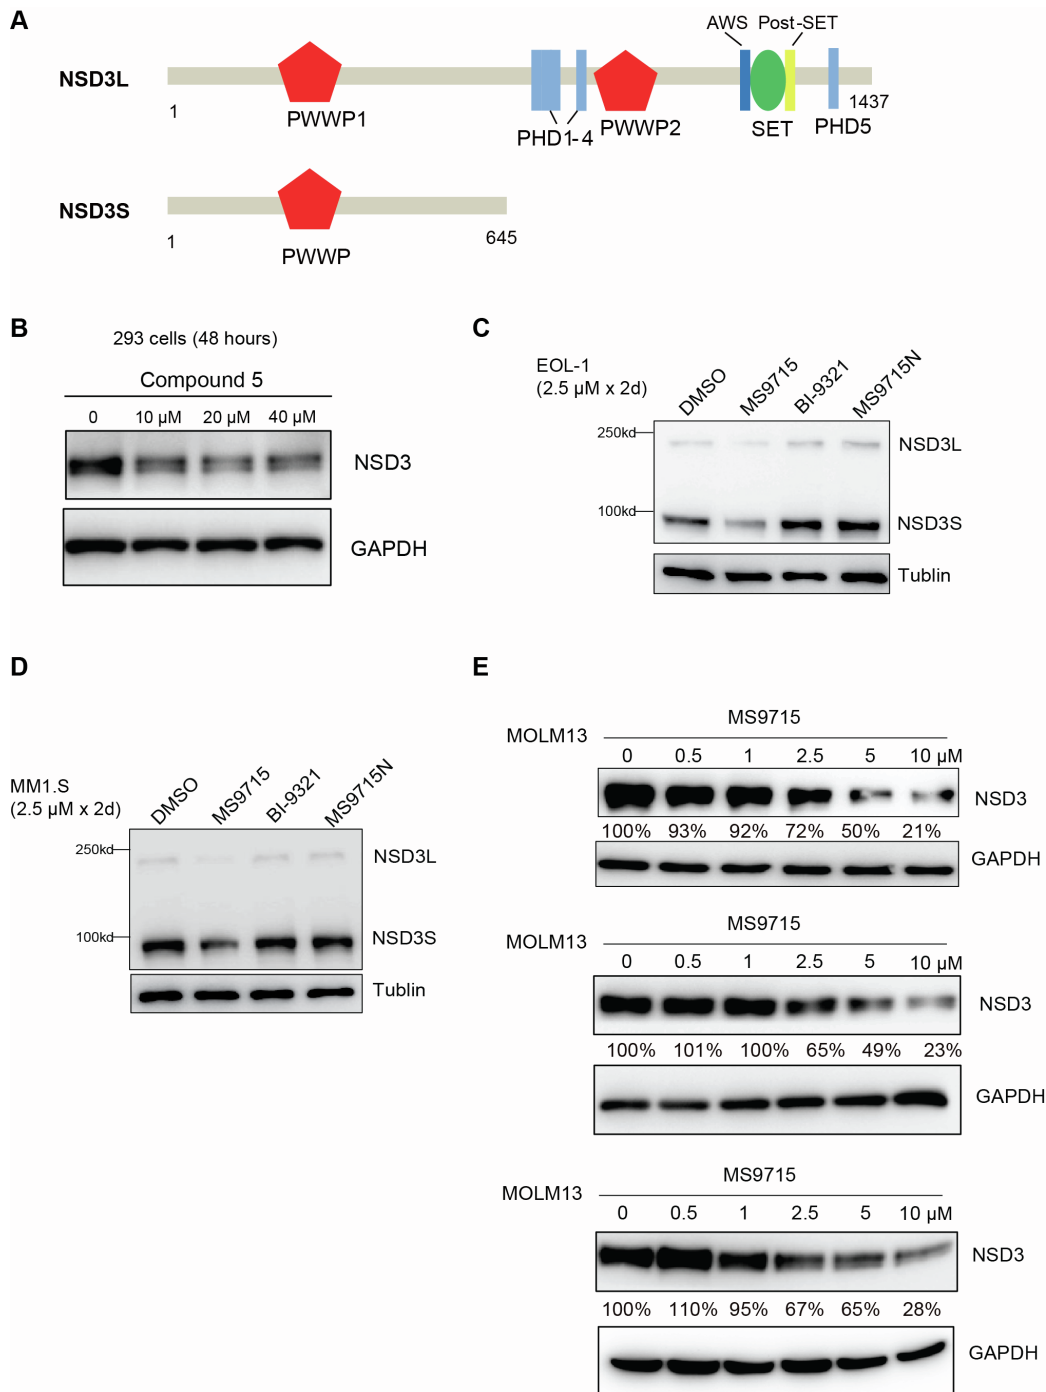 A
AWS Post-SET
NSD3L
1 1437
PWWP1
PHD1-4 PWWP2 SET PHD5
NSD3S
1 645
PWWP
B
293 cells (48 hours)
Compound 5
0 10 µM 20 µM 40 µM
NSD3
GAPDH
C
EOL-1
(2.5 µM x 2d)
DMSO MS9715 BI-9321 MS9715N
250kd
NSD3L
100kd
NSD3S
Tublin
D
MM1.S
(2.5 µM x 2d)
DMSO MS9715 BI-9321 MS9715N
250kd
NSD3L
100kd
NSD3S
Tublin
E
MS9715
MOLM13
0 0.5 1 2.5 5 10 µM
NSD3
100% 93% 92% 72% 50% 21%
GAPDH
MS9715
MOLM13
0 0.5 1 2.5 5 10 µM
NSD3
100% 101% 100% 65% 49% 23%
GAPDH
MS9715
MOLM13
0 0.5 1 2.5 5 10 µM
NSD3
100% 110% 95% 67% 65% 28%
GAPDH